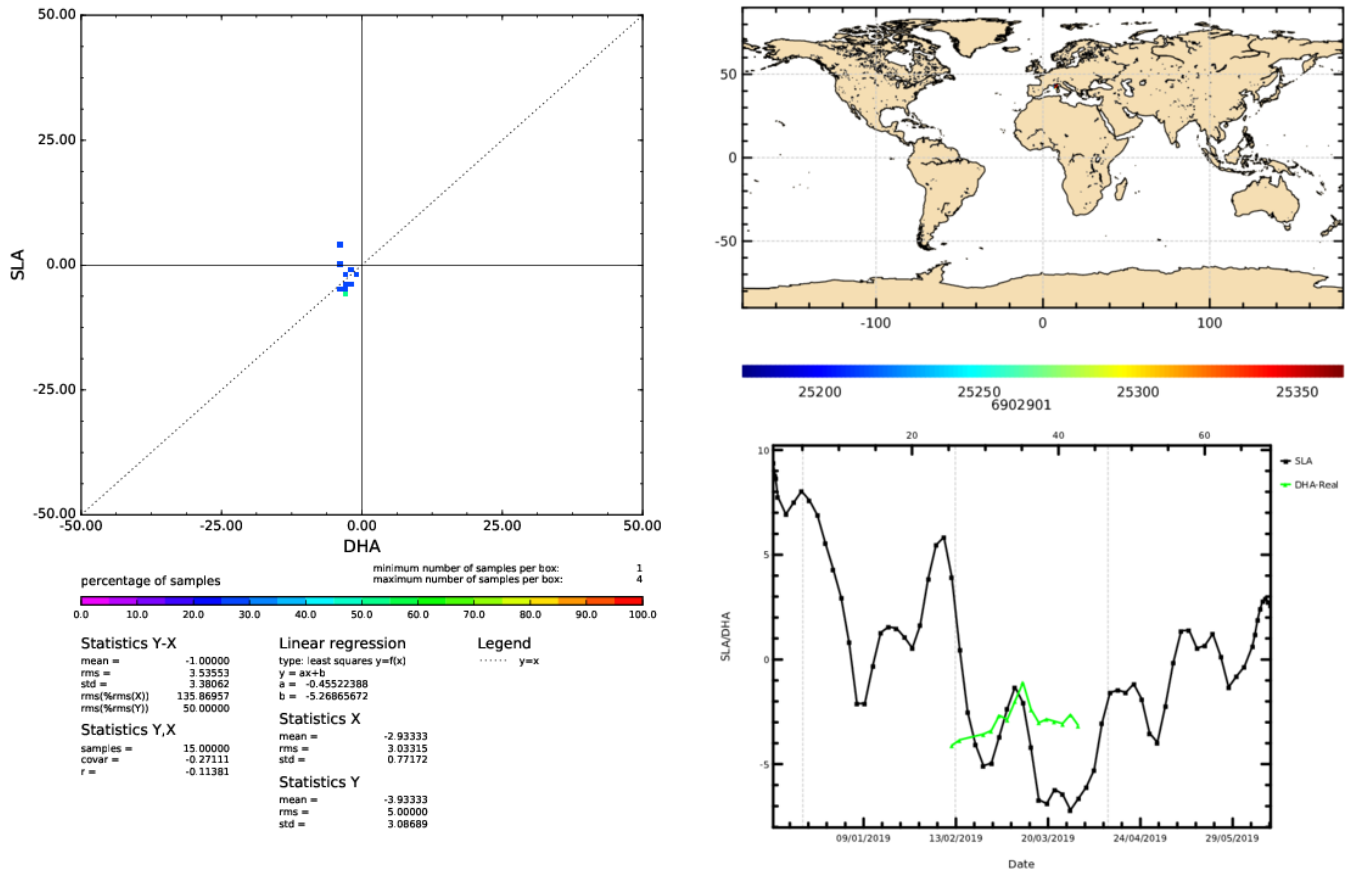 50.00
25.00
0.00
-25.00
-50.00
SLA
-50.00 -25.00 0.00 25.00 50.00
DHA
minimum number of samples per box: 1
maximum number of samples per box: 4
percentage of samples
0.0 10.0 20.0 30.0 40.0 50.0 60.0 70.0 80.0 90.0 100.0
Statistics Y-X
mean = -1.00000
rms = 3.53553
std = 3.38062
rms(%rms(X)) 135.86957
rms(%rms(Y)) 50.00000
Statistics Y,X
samples = 15.00000
covar = -0.27111
r = -0.11381
Linear regression
type: least squares y=f(x)
y = ax+b
a = -0.45522388
b = -5.26865672
Statistics X
mean = -2.93333
rms = 3.03315
std = 0.77172
Statistics Y
mean = -3.93333
rms = 5.00000
std = 3.08689
Legend
y=x
50
0
-50
-100 0 100
25200 25250 25300 25350
6902901
20 40 60
10
5
0
-5
SLA/DHA
SLA
DHA-Real
09/01/2019 13/02/2019 20/03/2019 24/04/2019 29/05/2019
Date